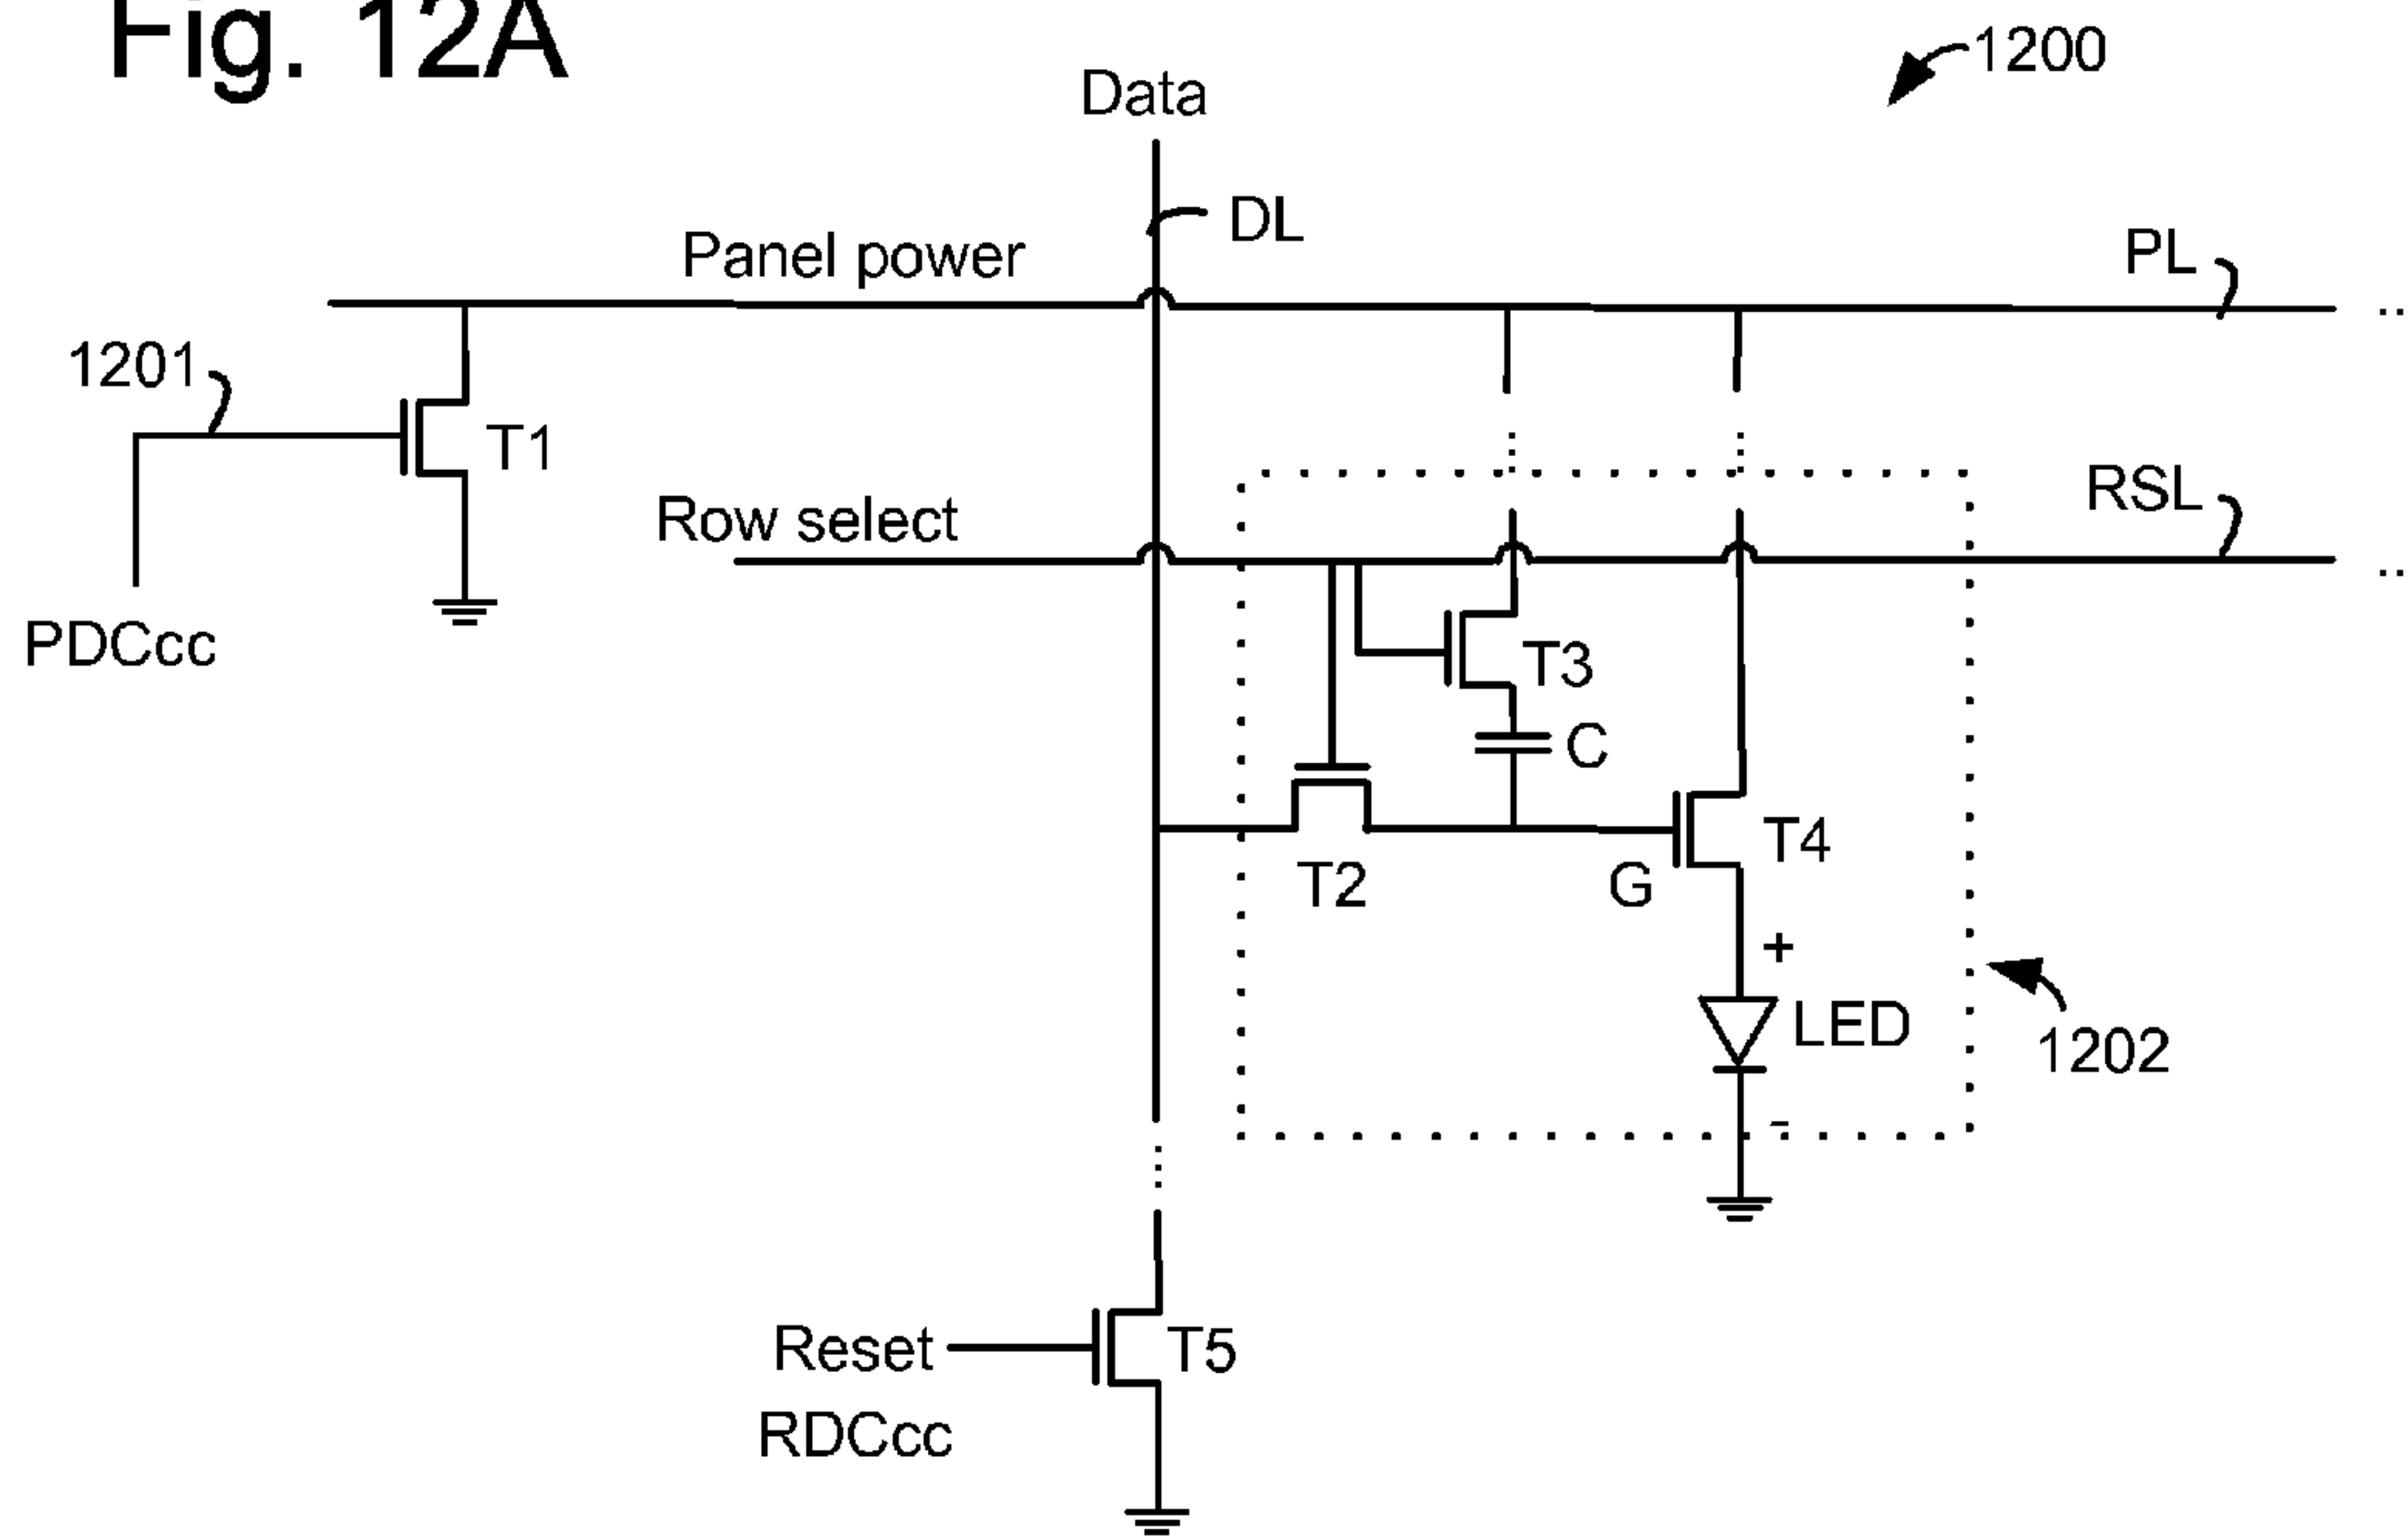 Fig. 12A
1200
Data
DL
Panel power
PL
1201
T1
Row select
RSL
PDCcc
T3
C
T4
T2
G
+
LED
1202
-
Reset
T5
RDCcc